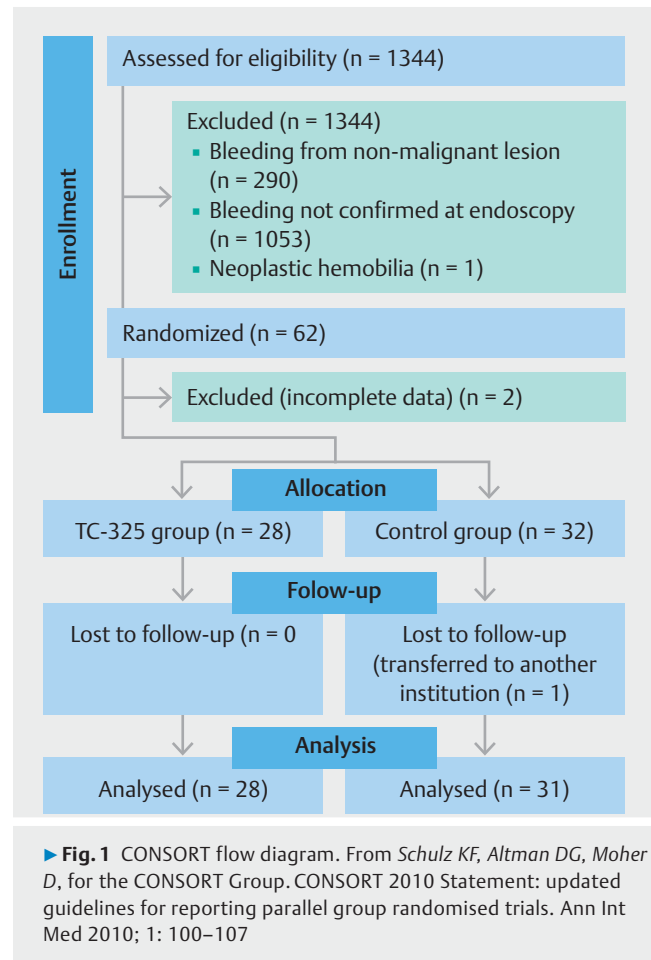 Enrollment
Assessed for eligibility (n = 1344)
Excluded (n = 1344)
▪ Bleeding from non-malignant lesion
(n = 290)
▪ Bleeding not confirmed at endoscopy
(n = 1053)
▪ Neoplastic hemobilia (n = 1)
Randomized (n = 62)
Excluded (incomplete data) (n = 2)
Allocation
TC-325 group (n = 28)
Control group (n = 32)
Folow-up
Lost to follow-up (n = 0
Lost to follow-up
(transferred to another
institution (n = 1)
Analysis
Analysed (n = 28)
Analysed (n = 31)
▶ Fig. 1 CONSORT flow diagram. From Schulz KF, Altman DG, Moher
D, for the CONSORT Group. CONSORT 2010 Statement: updated
guidelines for reporting parallel group randomised trials. Ann Int
Med 2010; 1: 100–107